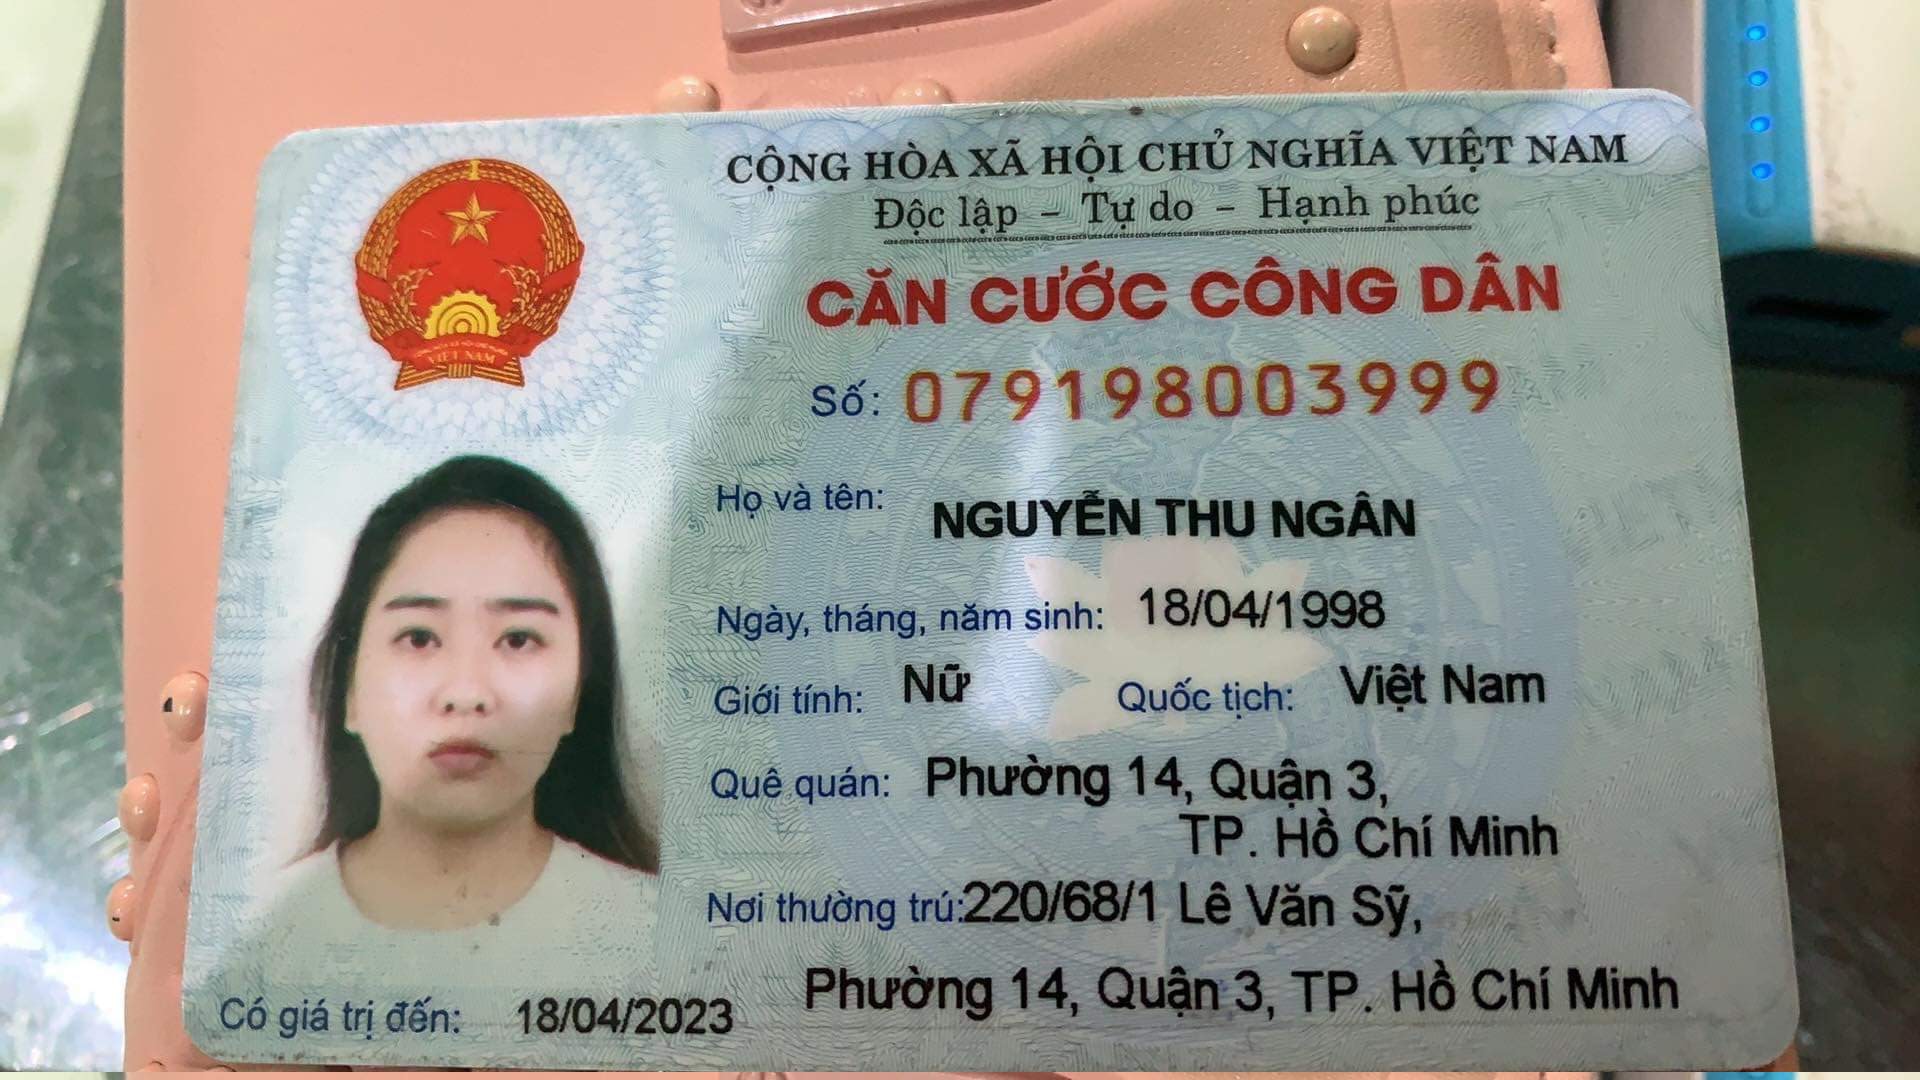 CỘNG HÒA XÃ HỘI CHỦ NGHĨA VIỆT NAM
Độc lập – Tự do – Hạnh phúc
CĂN CƯỚC CÔNG DÂN
Số: 079198003999
Họ và tên: NGUYỄN THU NGÂN
Ngày, tháng, năm sinh: 18/04/1998
Giới tính: Nữ Quốc tịch: Việt Nam
Quê quán: Phường 14, Quận 3,
TP. Hồ Chí Minh
Nơi thường trú: 220/68/1 Lê Văn Sỹ,
Phường 14, Quận 3, TP. Hồ Chí Minh
Có giá trị đến: 18/04/2023
VIỆT NAM